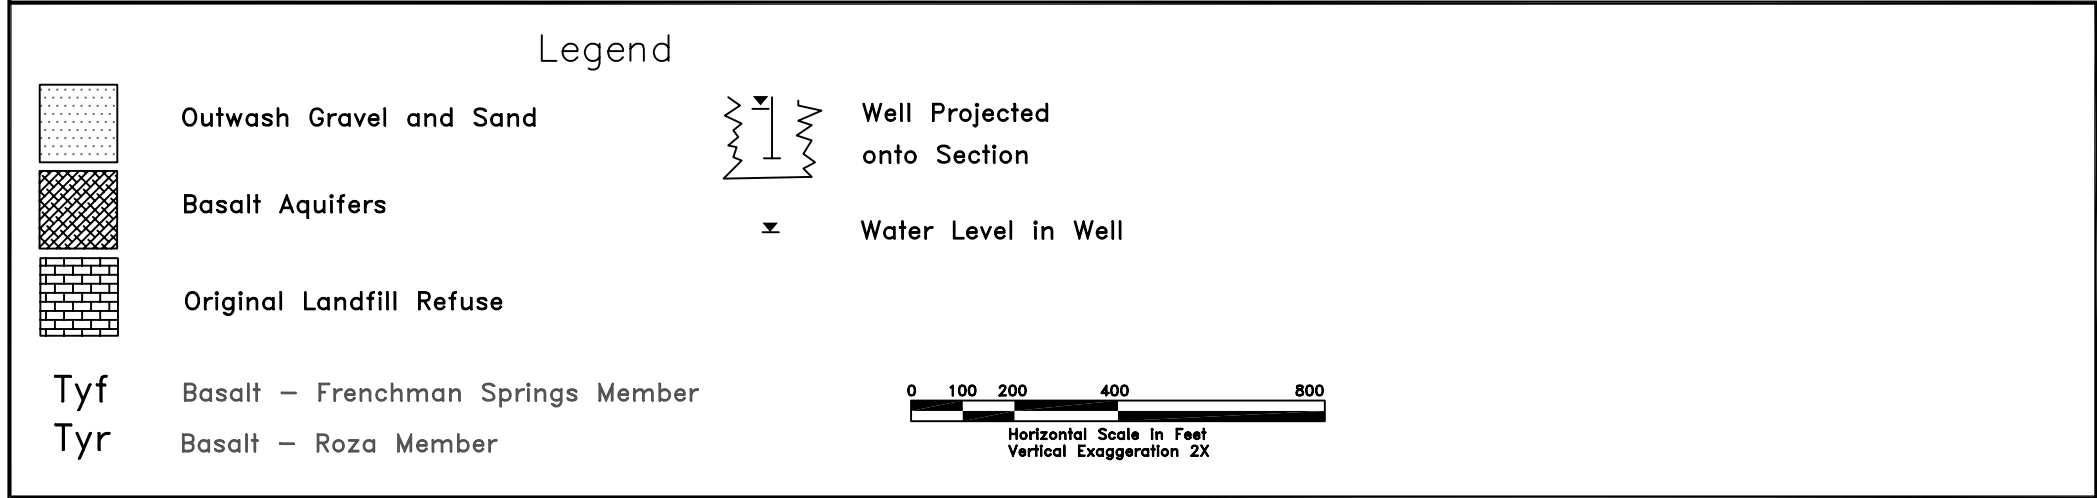 Legend
Outwash Gravel and Sand
Basalt Aquifers
Original Landfill Refuse
Tyf Basalt – Frenchman Springs Member
Tyr Basalt – Roza Member
Well Projected
onto Section
Water Level in Well
0 100 200 400 800
Horizontal Scale in Feet
Vertical Exaggeration 2X